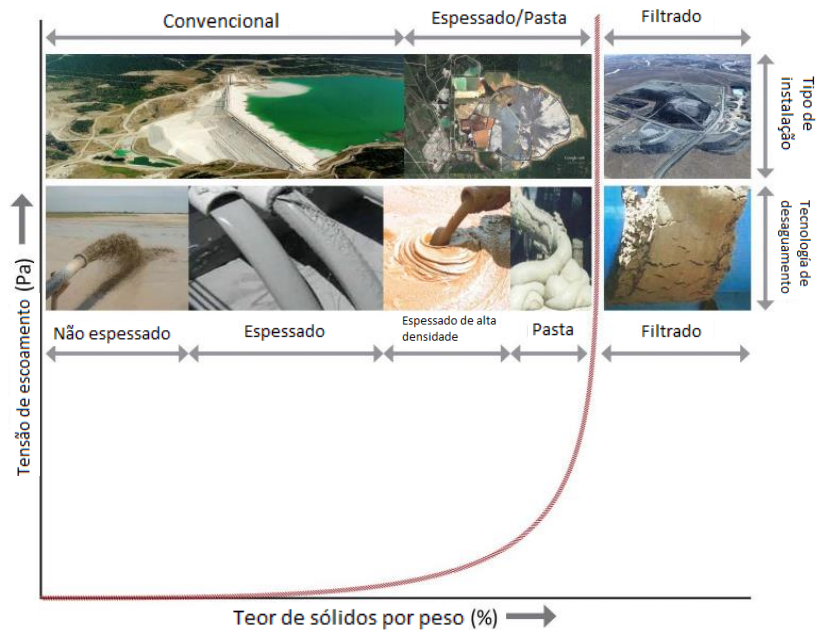 Convencional
Espessado/Pasta
Filtrado
Tipo de
instalação
Tecnologia de
desaguamento
Não espessado
Espessado
Espessado de alta
densidade
Pasta
Filtrado
Tensão de escoamento (Pa)
Teor de sólidos por peso (%)